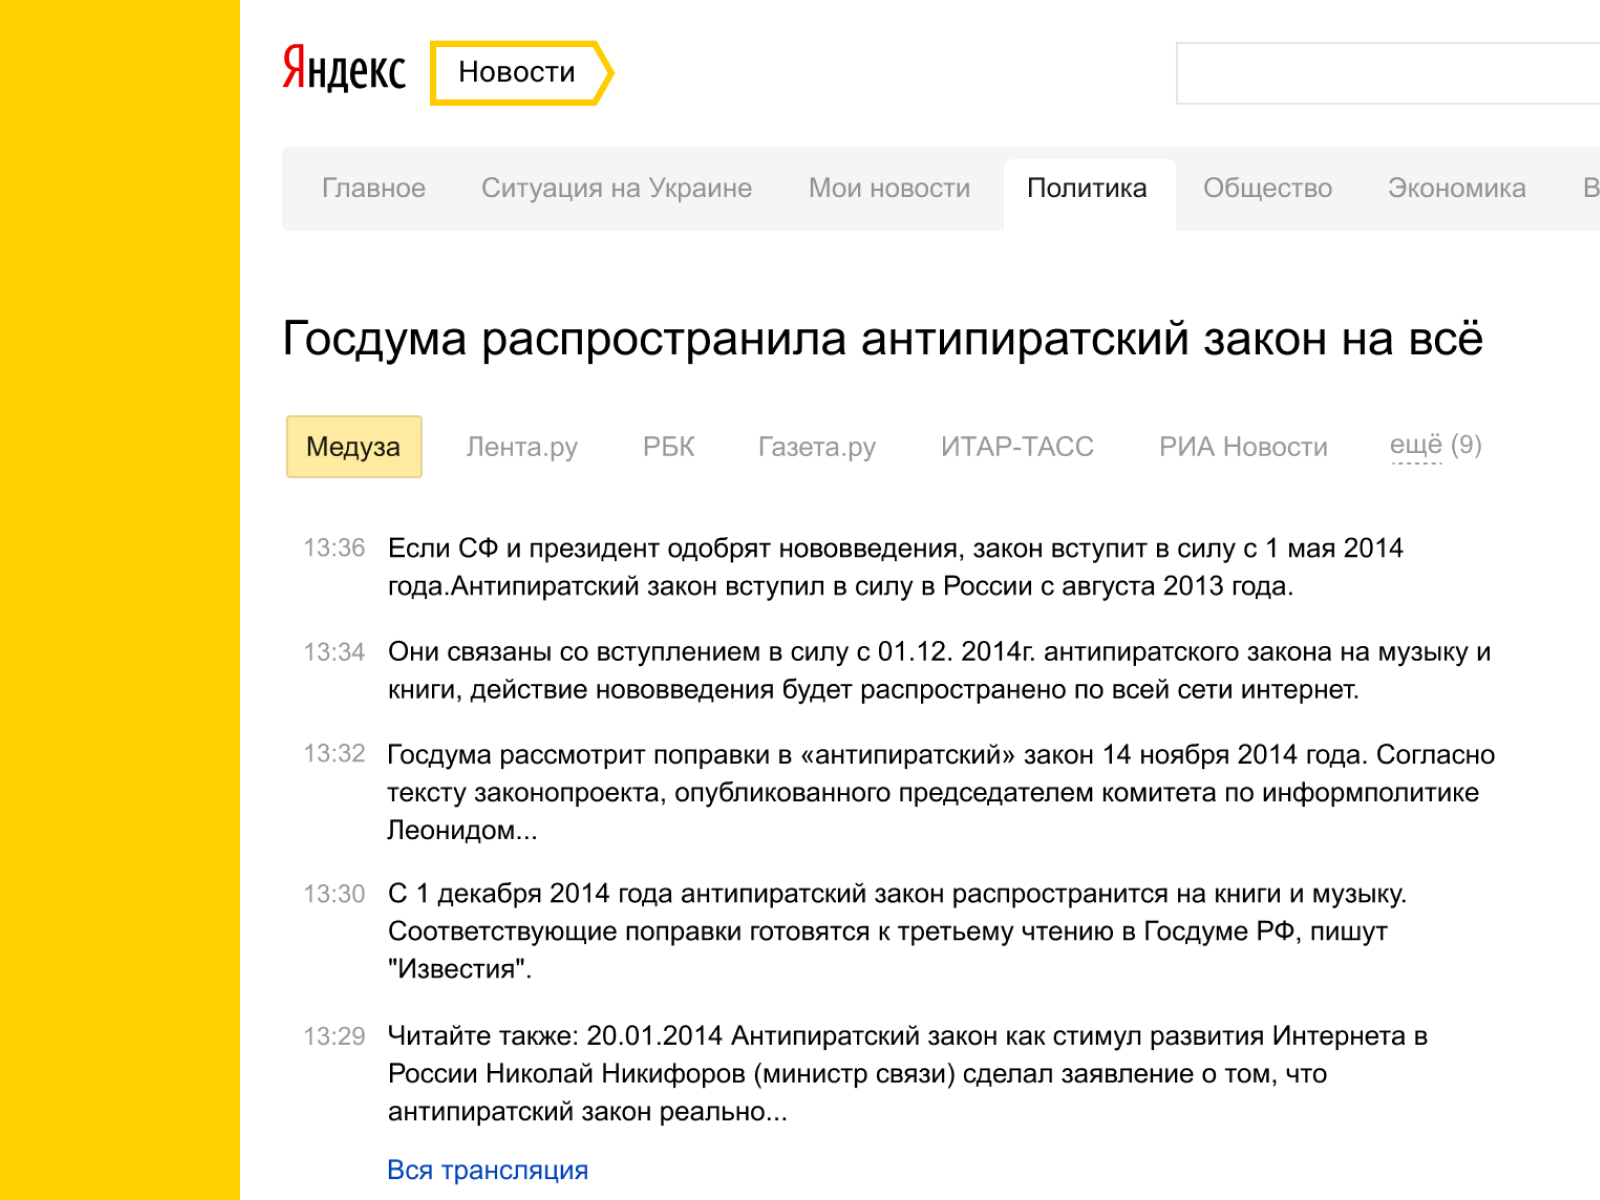 Яндекс Новости
Главное Ситуация на Украине Мои новости Политика Общество Экономика В
Госдума распространила антипиратский закон на всё
Медуза Лента.ру РБК Газета.ру ИТАР-ТАСС РИА Новости ещё (9)
13:36 Если СФ и президент одобрят нововведения, закон вступит в силу с 1 мая 2014
года.Антипиратский закон вступил в силу в России с августа 2013 года.
13:34 Они связаны со вступлением в силу с 01.12. 2014г. антипиратского закона на музыку и
книги, действие нововведения будет распространено по всей сети интернет.
13:32 Госдума рассмотрит поправки в «антипиратский» закон 14 ноября 2014 года. Согласно
тексту законопроекта, опубликованного председателем комитета по информполитике
Леонидом...
13:30 С 1 декабря 2014 года антипиратский закон распространится на книги и музыку.
Соответствующие поправки готовятся к третьему чтению в Госдуме РФ, пишут
"Известия".
13:29 Читайте также: 20.01.2014 Антипиратский закон как стимул развития Интернета в
России Николай Никифоров (министр связи) сделал заявление о том, что
антипиратский закон реально...
Вся трансляция